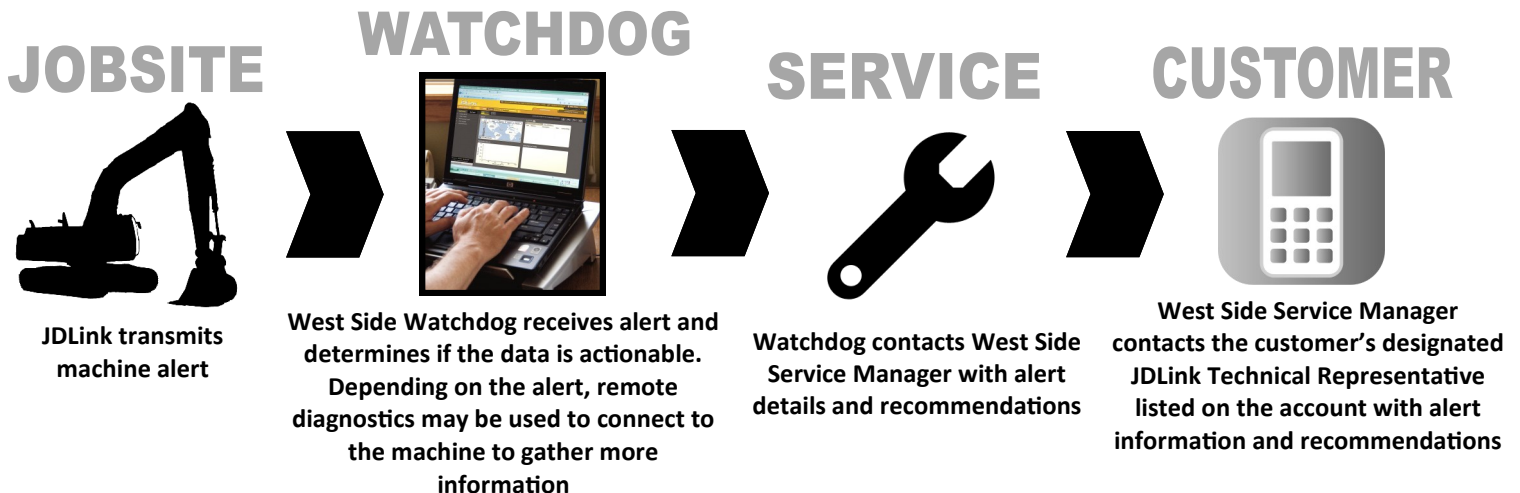 JOBSITE
JDLink transmits
machine alert
WATCHDOG
West Side Watchdog receives alert and
determines if the data is actionable.
Depending on the alert, remote
diagnostics may be used to connect to
the machine to gather more
information
SERVICE
Watchdog contacts West Side
Service Manager with alert
details and recommendations
CUSTOMER
West Side Service Manager
contacts the customer’s designated
JDLink Technical Representative
listed on the account with alert
information and recommendations